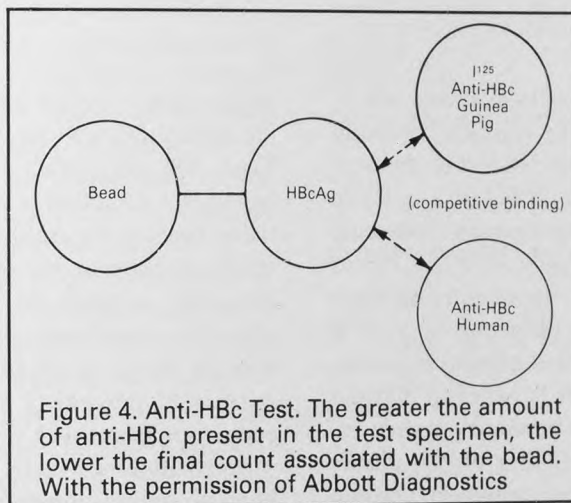 I¹²⁵
Anti-HBc
Guinea
Pig
Bead
HBcAg
(competitive binding)
Anti-HBc
Human
Figure 4. Anti-HBc Test. The greater the amount
of anti-HBc present in the test specimen, the
lower the final count associated with the bead.
With the permission of Abbott Diagnostics